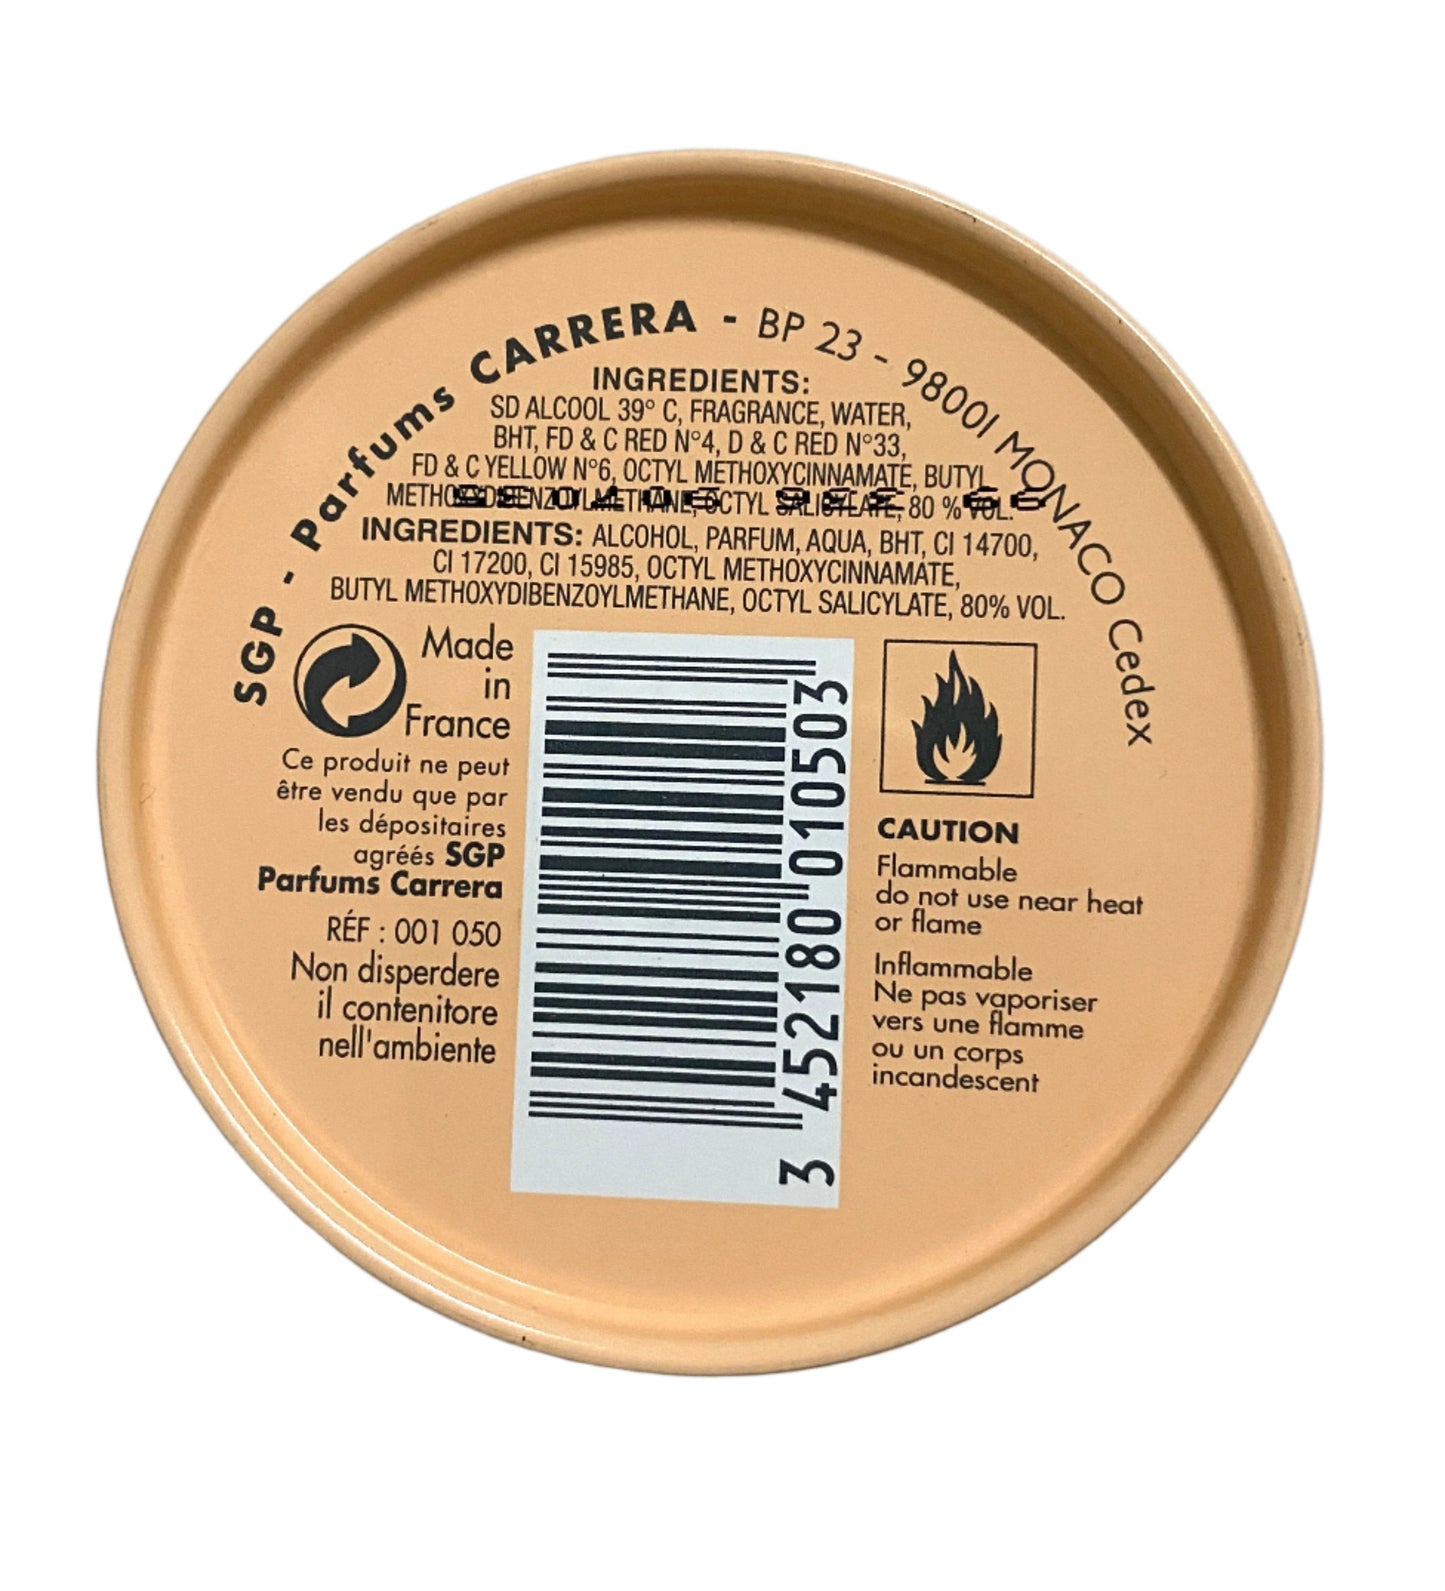 SGP - Parfums CARRERA - BP 23 - 98001 MONACO Cedex
INGREDIENTS:
SD ALCOOL 39° C, FRAGRANCE, WATER,
BHT, FD & C RED N°4, D & C RED N°33,
FD & C YELLOW N°6, OCTYL METHOXYCINNAMATE, BUTYL
METHOXYDIBENZOYLMETHANE, OCTYL SALICYLATE, 80 % VOL.
INGREDIENTS: ALCOHOL, PARFUM, AQUA, BHT, CI 14700,
CI 17200, CI 15985, OCTYL METHOXYCINNAMATE,
BUTYL METHOXYDIBENZOYLMETHANE, OCTYL SALICYLATE, 80% VOL.
Made
in
France
Ce produit ne peut
être vendu que par
les dépositaires
agréés SGP
Parfums Carrera
RÉF : 001 050
Non disperdere
il contenitore
nell'ambiente
3 452180 010503
CAUTION
Flammable
do not use near heat
or flame
Inflammable
Ne pas vaporiser
vers une flamme
ou un corps
incandescent